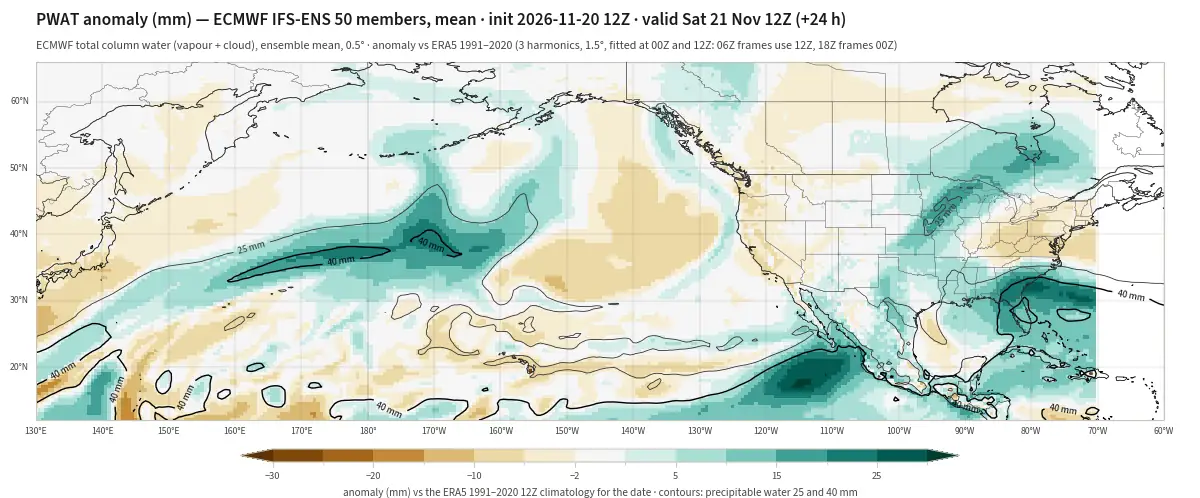 PWAT anomaly (mm) — ECMWF IFS-ENS 50 members, mean · init 2026-11-20 12Z · valid Sat 21 Nov 12Z (+24 h)
ECMWF total column water (vapour + cloud), ensemble mean, 0.5° · anomaly vs ERA5 1991–2020 (3 harmonics, 1.5°, fitted at 00Z and 12Z: 06Z frames use 12Z, 18Z frames 00Z)
60°N
50°N
40°N
30°N
20°N
25 mm
40 mm
40 mm
25 mm
40 mm
40 mm
40 mm
40 mm
40 mm
40 mm
40 mm
130°E 140°E 150°E 160°E 170°E 180° 170°W 160°W 150°W 140°W 130°W 120°W 110°W 100°W 90°W 80°W 70°W 60°W
−30 −20 −10 −2 5 15 25
anomaly (mm) vs the ERA5 1991–2020 12Z climatology for the date · contours: precipitable water 25 and 40 mm